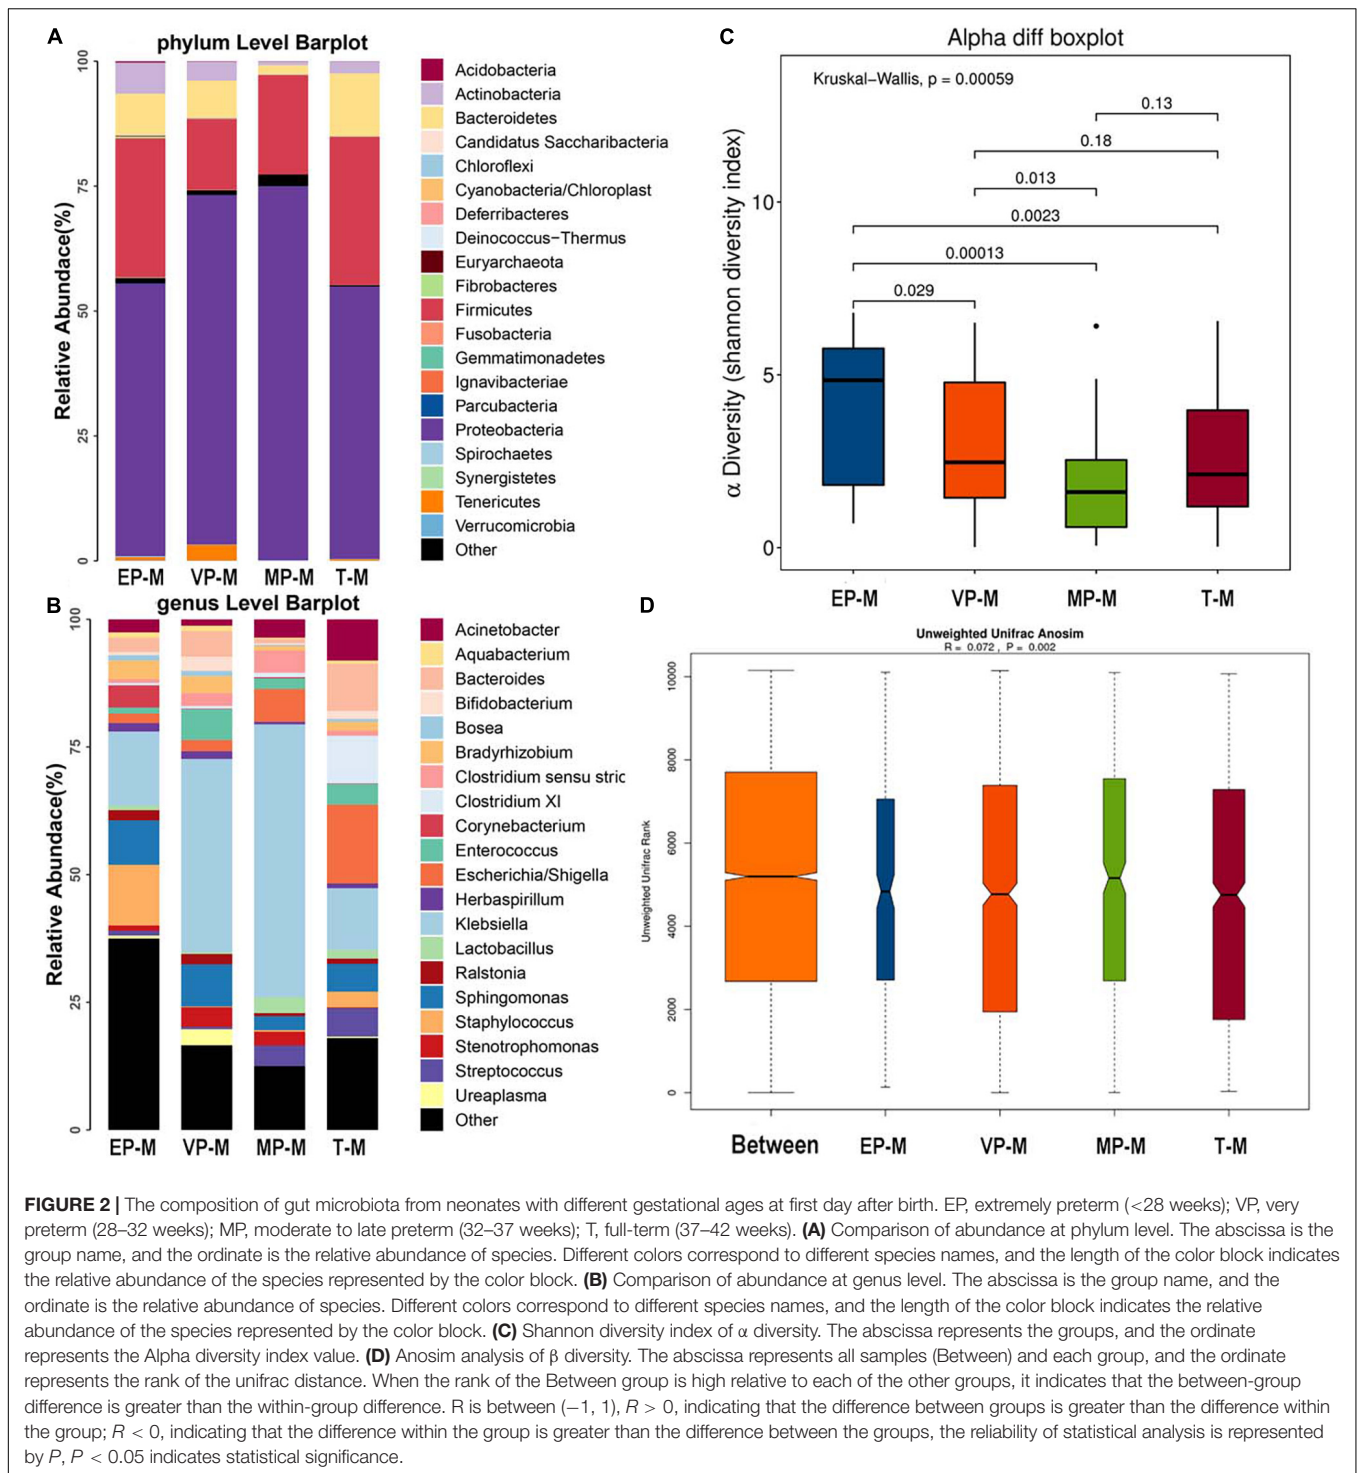 A
phylum Level Barplot
Relative Abundace(%)
100
75
50
25
0
EP-M VP-M MP-M T-M
Acidobacteria
Actinobacteria
Bacteroidetes
Candidatus Saccharibacteria
Chloroflexi
Cyanobacteria/Chloroplast
Deferribacteres
Deinococcus−Thermus
Euryarchaeota
Fibrobacteres
Firmicutes
Fusobacteria
Gemmatimonadetes
Ignavibacteriae
Parcubacteria
Proteobacteria
Spirochaetes
Synergistetes
Tenericutes
Verrucomicrobia
Other
B
genus Level Barplot
Relative Abundace(%)
100
75
50
25
0
EP-M VP-M MP-M T-M
Acinetobacter
Aquabacterium
Bacteroides
Bifidobacterium
Bosea
Bradyrhizobium
Clostridium sensu stric
Clostridium XI
Corynebacterium
Enterococcus
Escherichia/Shigella
Herbaspirillum
Klebsiella
Lactobacillus
Ralstonia
Sphingomonas
Staphylococcus
Stenotrophomonas
Streptococcus
Ureaplasma
Other
C
Alpha diff boxplot
Kruskal−Wallis, p = 0.00059
α Diversity (shannon diversity index)
10
5
0
0.13
0.18
0.013
0.0023
0.00013
0.029
EP-M VP-M MP-M T-M
D
Unweighted Unifrac Anosim
R = 0.072 , P = 0.002
Unweighted Unifrac Rank
10000
8000
6000
4000
2000
0
Between EP-M VP-M MP-M T-M
FIGURE 2 | The composition of gut microbiota from neonates with different gestational ages at first day after birth. EP, extremely preterm (<28 weeks); VP, very
preterm (28–32 weeks); MP, moderate to late preterm (32–37 weeks); T, full-term (37–42 weeks). (A) Comparison of abundance at phylum level. The abscissa is the
group name, and the ordinate is the relative abundance of species. Different colors correspond to different species names, and the length of the color block indicates
the relative abundance of the species represented by the color block. (B) Comparison of abundance at genus level. The abscissa is the group name, and the
ordinate is the relative abundance of species. Different colors correspond to different species names, and the length of the color block indicates the relative
abundance of the species represented by the color block. (C) Shannon diversity index of α diversity. The abscissa represents the groups, and the ordinate
represents the Alpha diversity index value. (D) Anosim analysis of β diversity. The abscissa represents all samples (Between) and each group, and the ordinate
represents the rank of the unifrac distance. When the rank of the Between group is high relative to each of the other groups, it indicates that the between-group
difference is greater than the within-group difference. R is between (−1, 1), R > 0, indicating that the difference between groups is greater than the difference within
the group; R < 0, indicating that the difference within the group is greater than the difference between the groups, the reliability of statistical analysis is represented
by P, P < 0.05 indicates statistical significance.